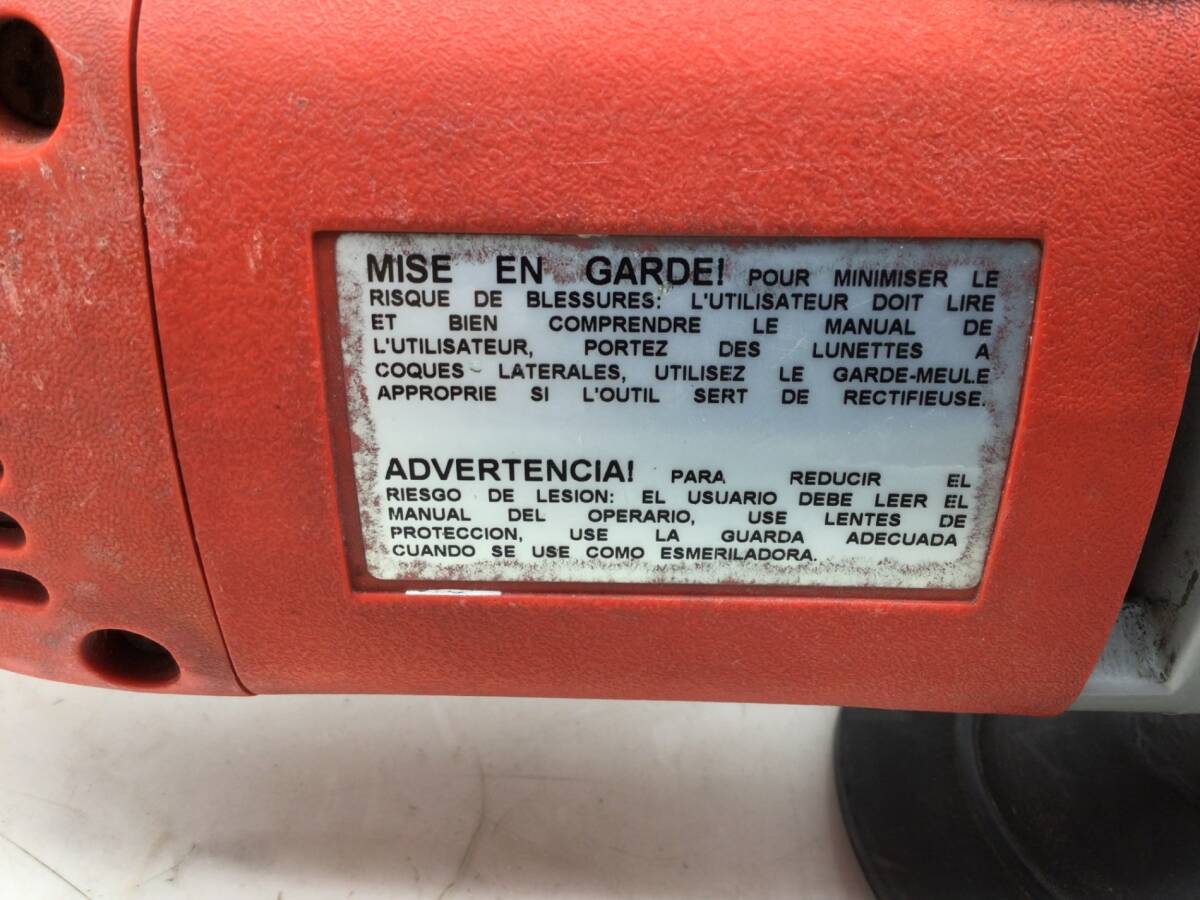 MISE EN GARDE! POUR MINIMISER LE
RISQUE DE BLESSURES: L'UTILISATEUR DOIT LIRE
ET BIEN COMPRENDRE LE MANUAL DE
L'UTILISATEUR, PORTEZ DES LUNETTES A
COQUES LATERALES, UTILISEZ LE GARDE-MEULE
APPROPRIE SI L'OUTIL SERT DE RECTIFIEUSE.
ADVERTENCIA! PARA REDUCIR EL
RIESGO DE LESION: EL USUARIO DEBE LEER EL
MANUAL DEL OPERARIO, USE LENTES DE
PROTECCION, USE LA GUARDA ADECUADA
CUANDO SE USE COMO ESMERILADORA.